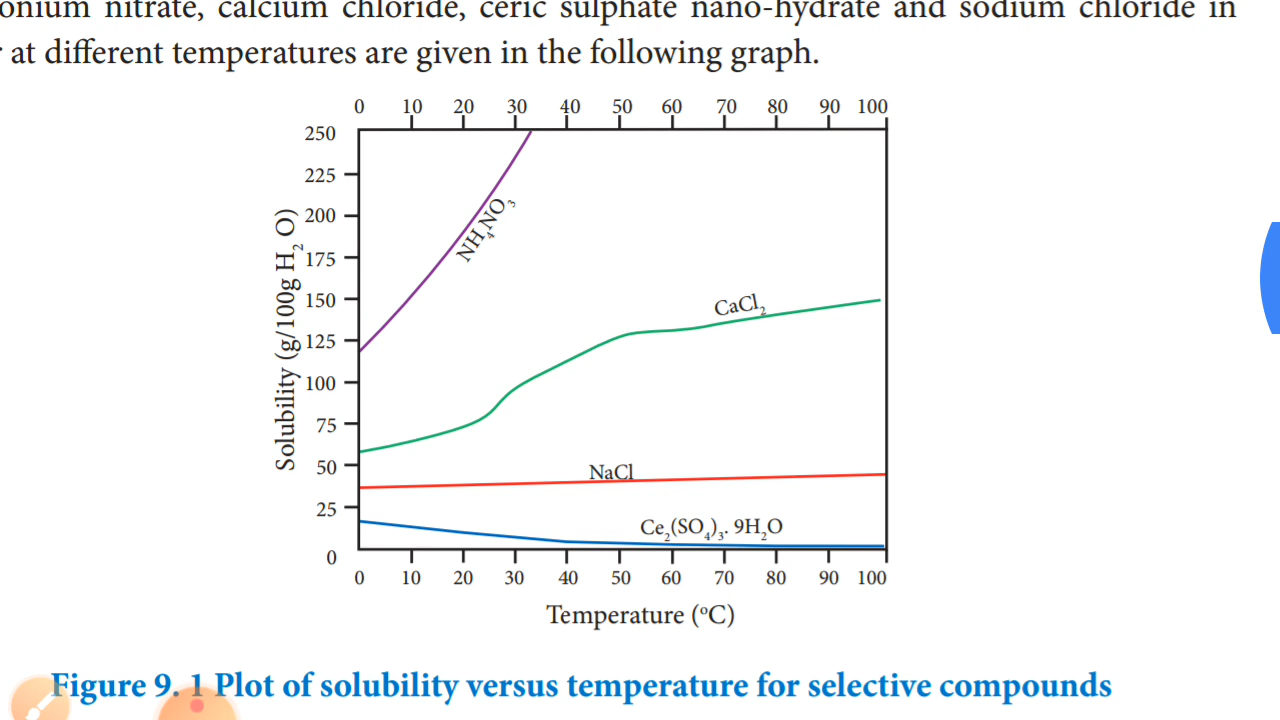 nitrate, calcium chloride, ceric sulphate nano-hydrate and sodium chloride in
at different temperatures are given in the following graph.
0 10 20 30 40 50 60 70 80 90 100
250
225
200
175
150
125
100
75
50
25
0
Solubility (g/100g H₂ O)
NH₄NO₃
CaCl₂
NaCl
Ce₂(SO₄)₃. 9H₂O
0 10 20 30 40 50 60 70 80 90 100
Temperature (°C)
Figure 9. 1 Plot of solubility versus temperature for selective compounds